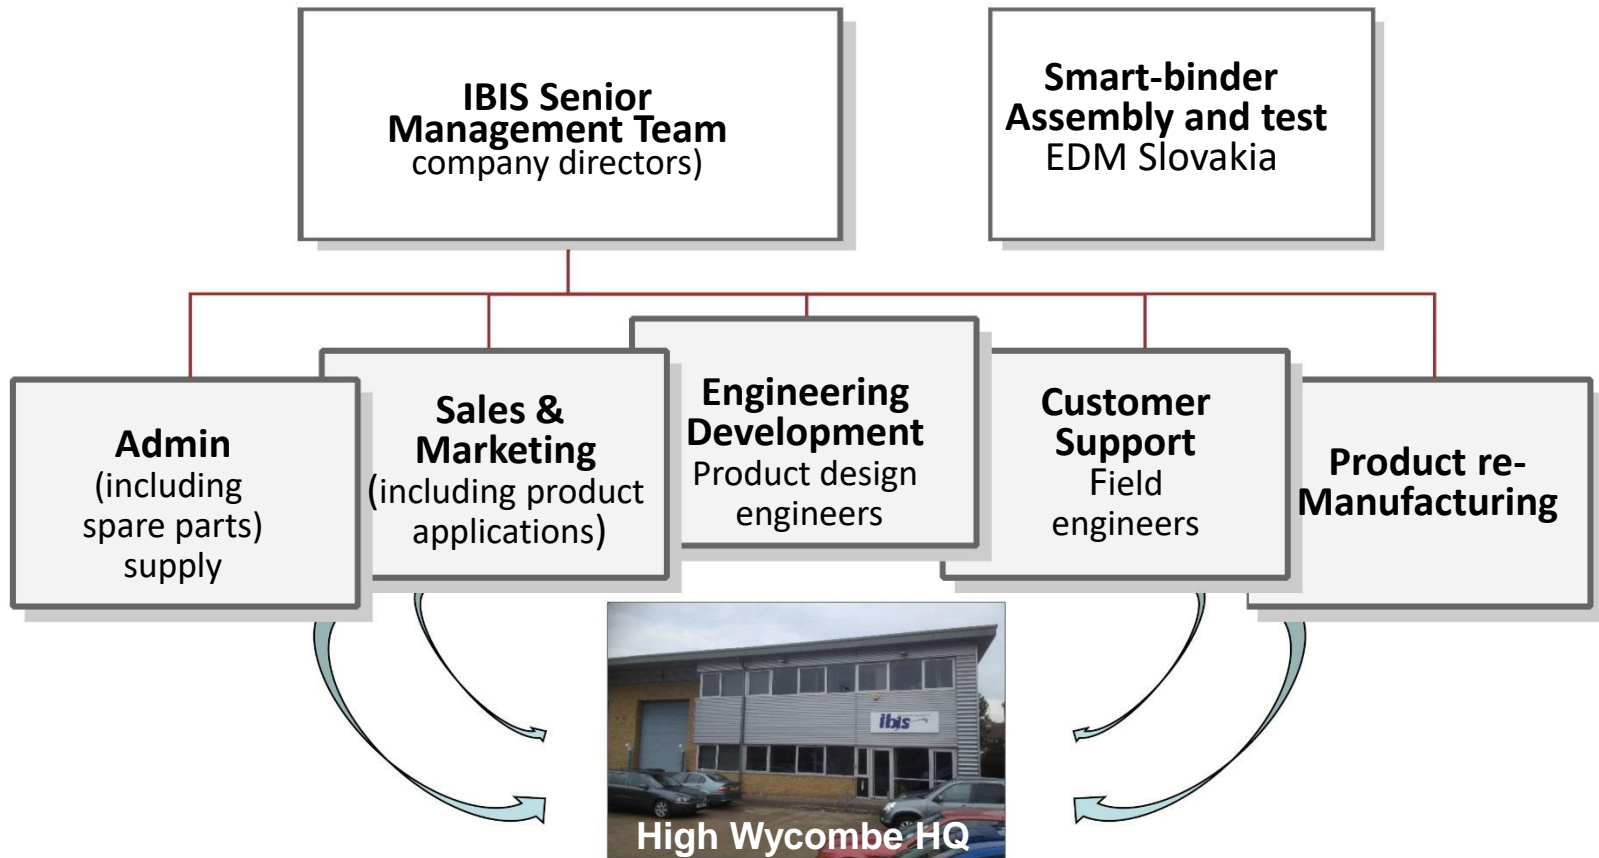 IBIS Senior
Management Team
company directors)
Smart-binder
Assembly and test
EDM Slovakia
Admin
(including
spare parts)
supply
Sales &
Marketing
(including product
applications)
Engineering
Development
Product design
engineers
Customer
Support
Field
engineers
Product re-
Manufacturing
ibis
High Wycombe HQ